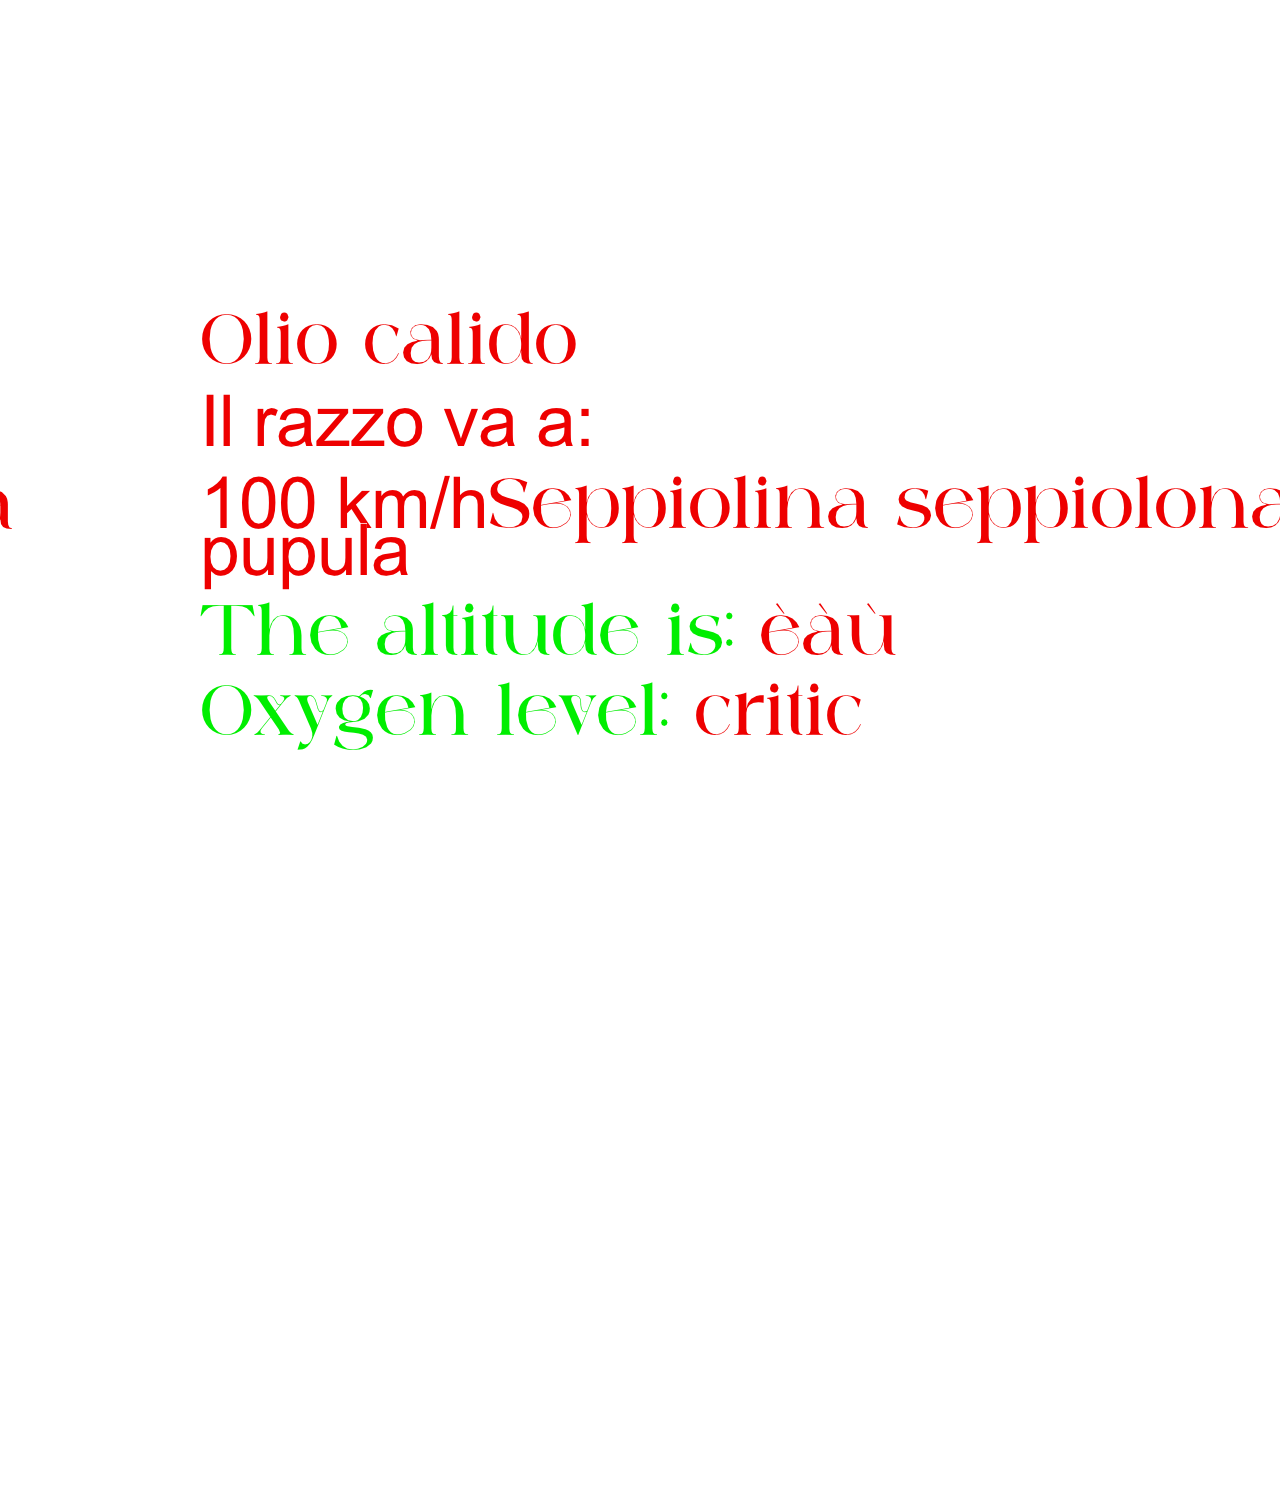 Olio calido
Il razzo va a:
100 km/hSeppiolina seppiolona
pupula
The altitude is: èàù
Oxygen level: critic